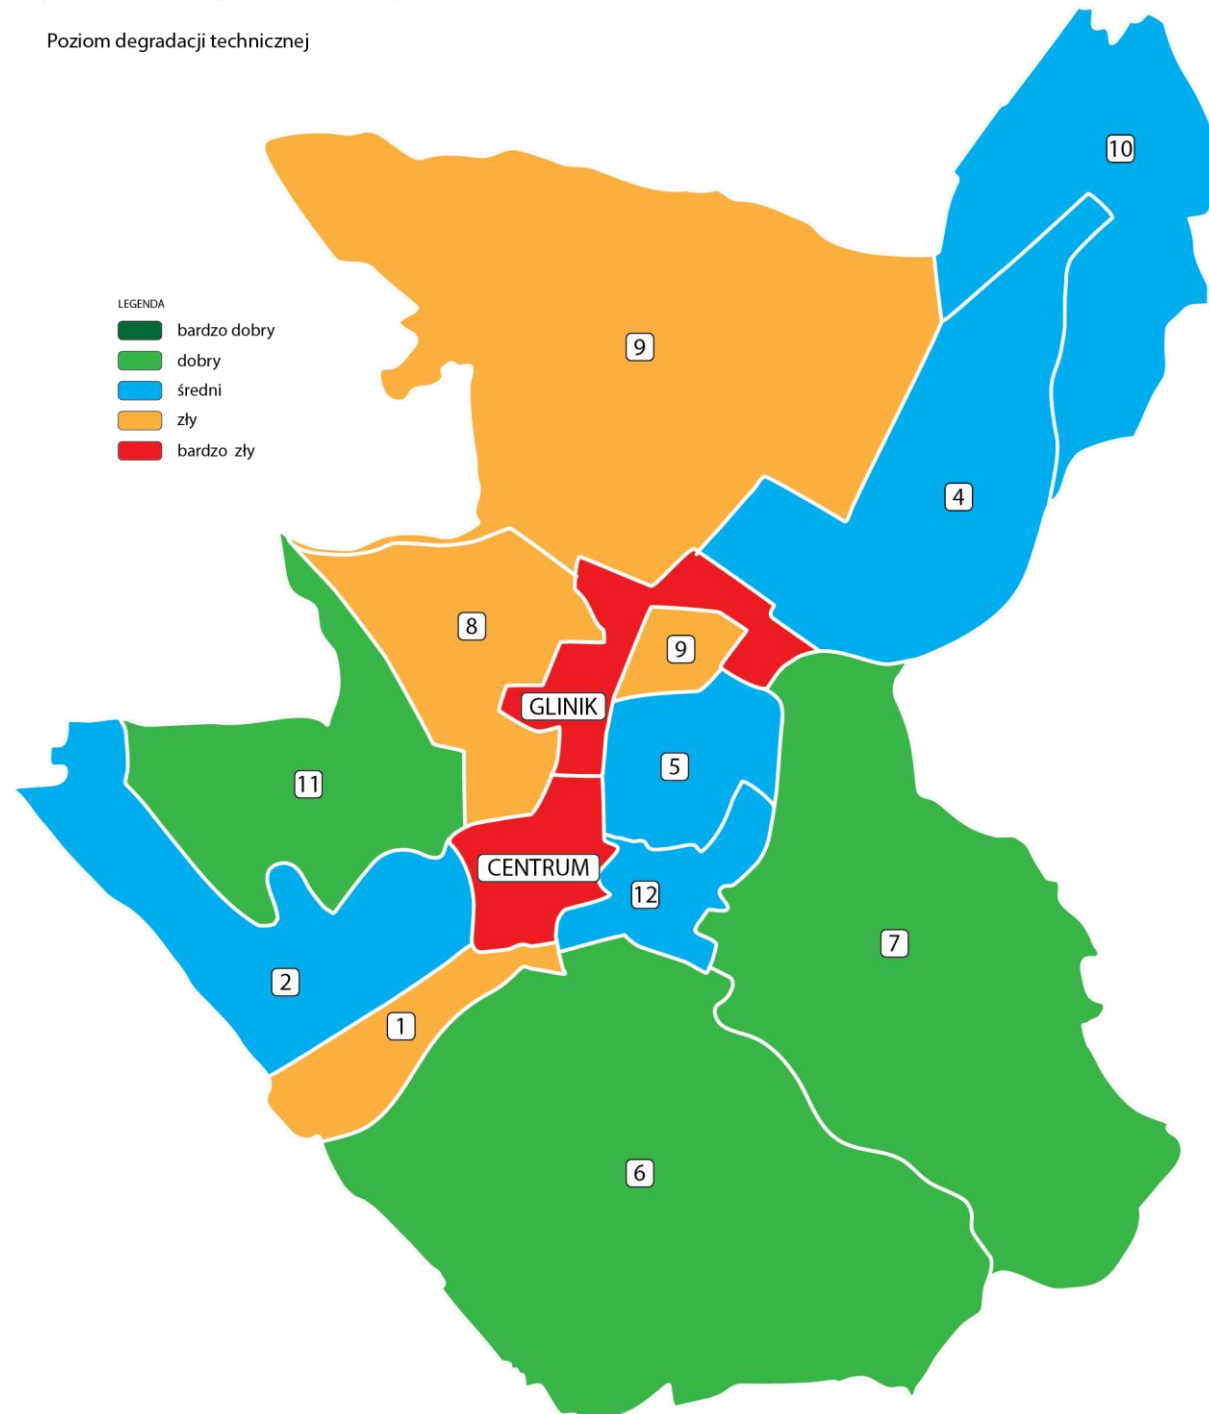 Poziom degradacji technicznej
10
LEGENDA
bardzo dobry
dobry
średni
zły
bardzo zły
9
4
8
9
GLINIK
5
11
CENTRUM
12
7
2
1
6